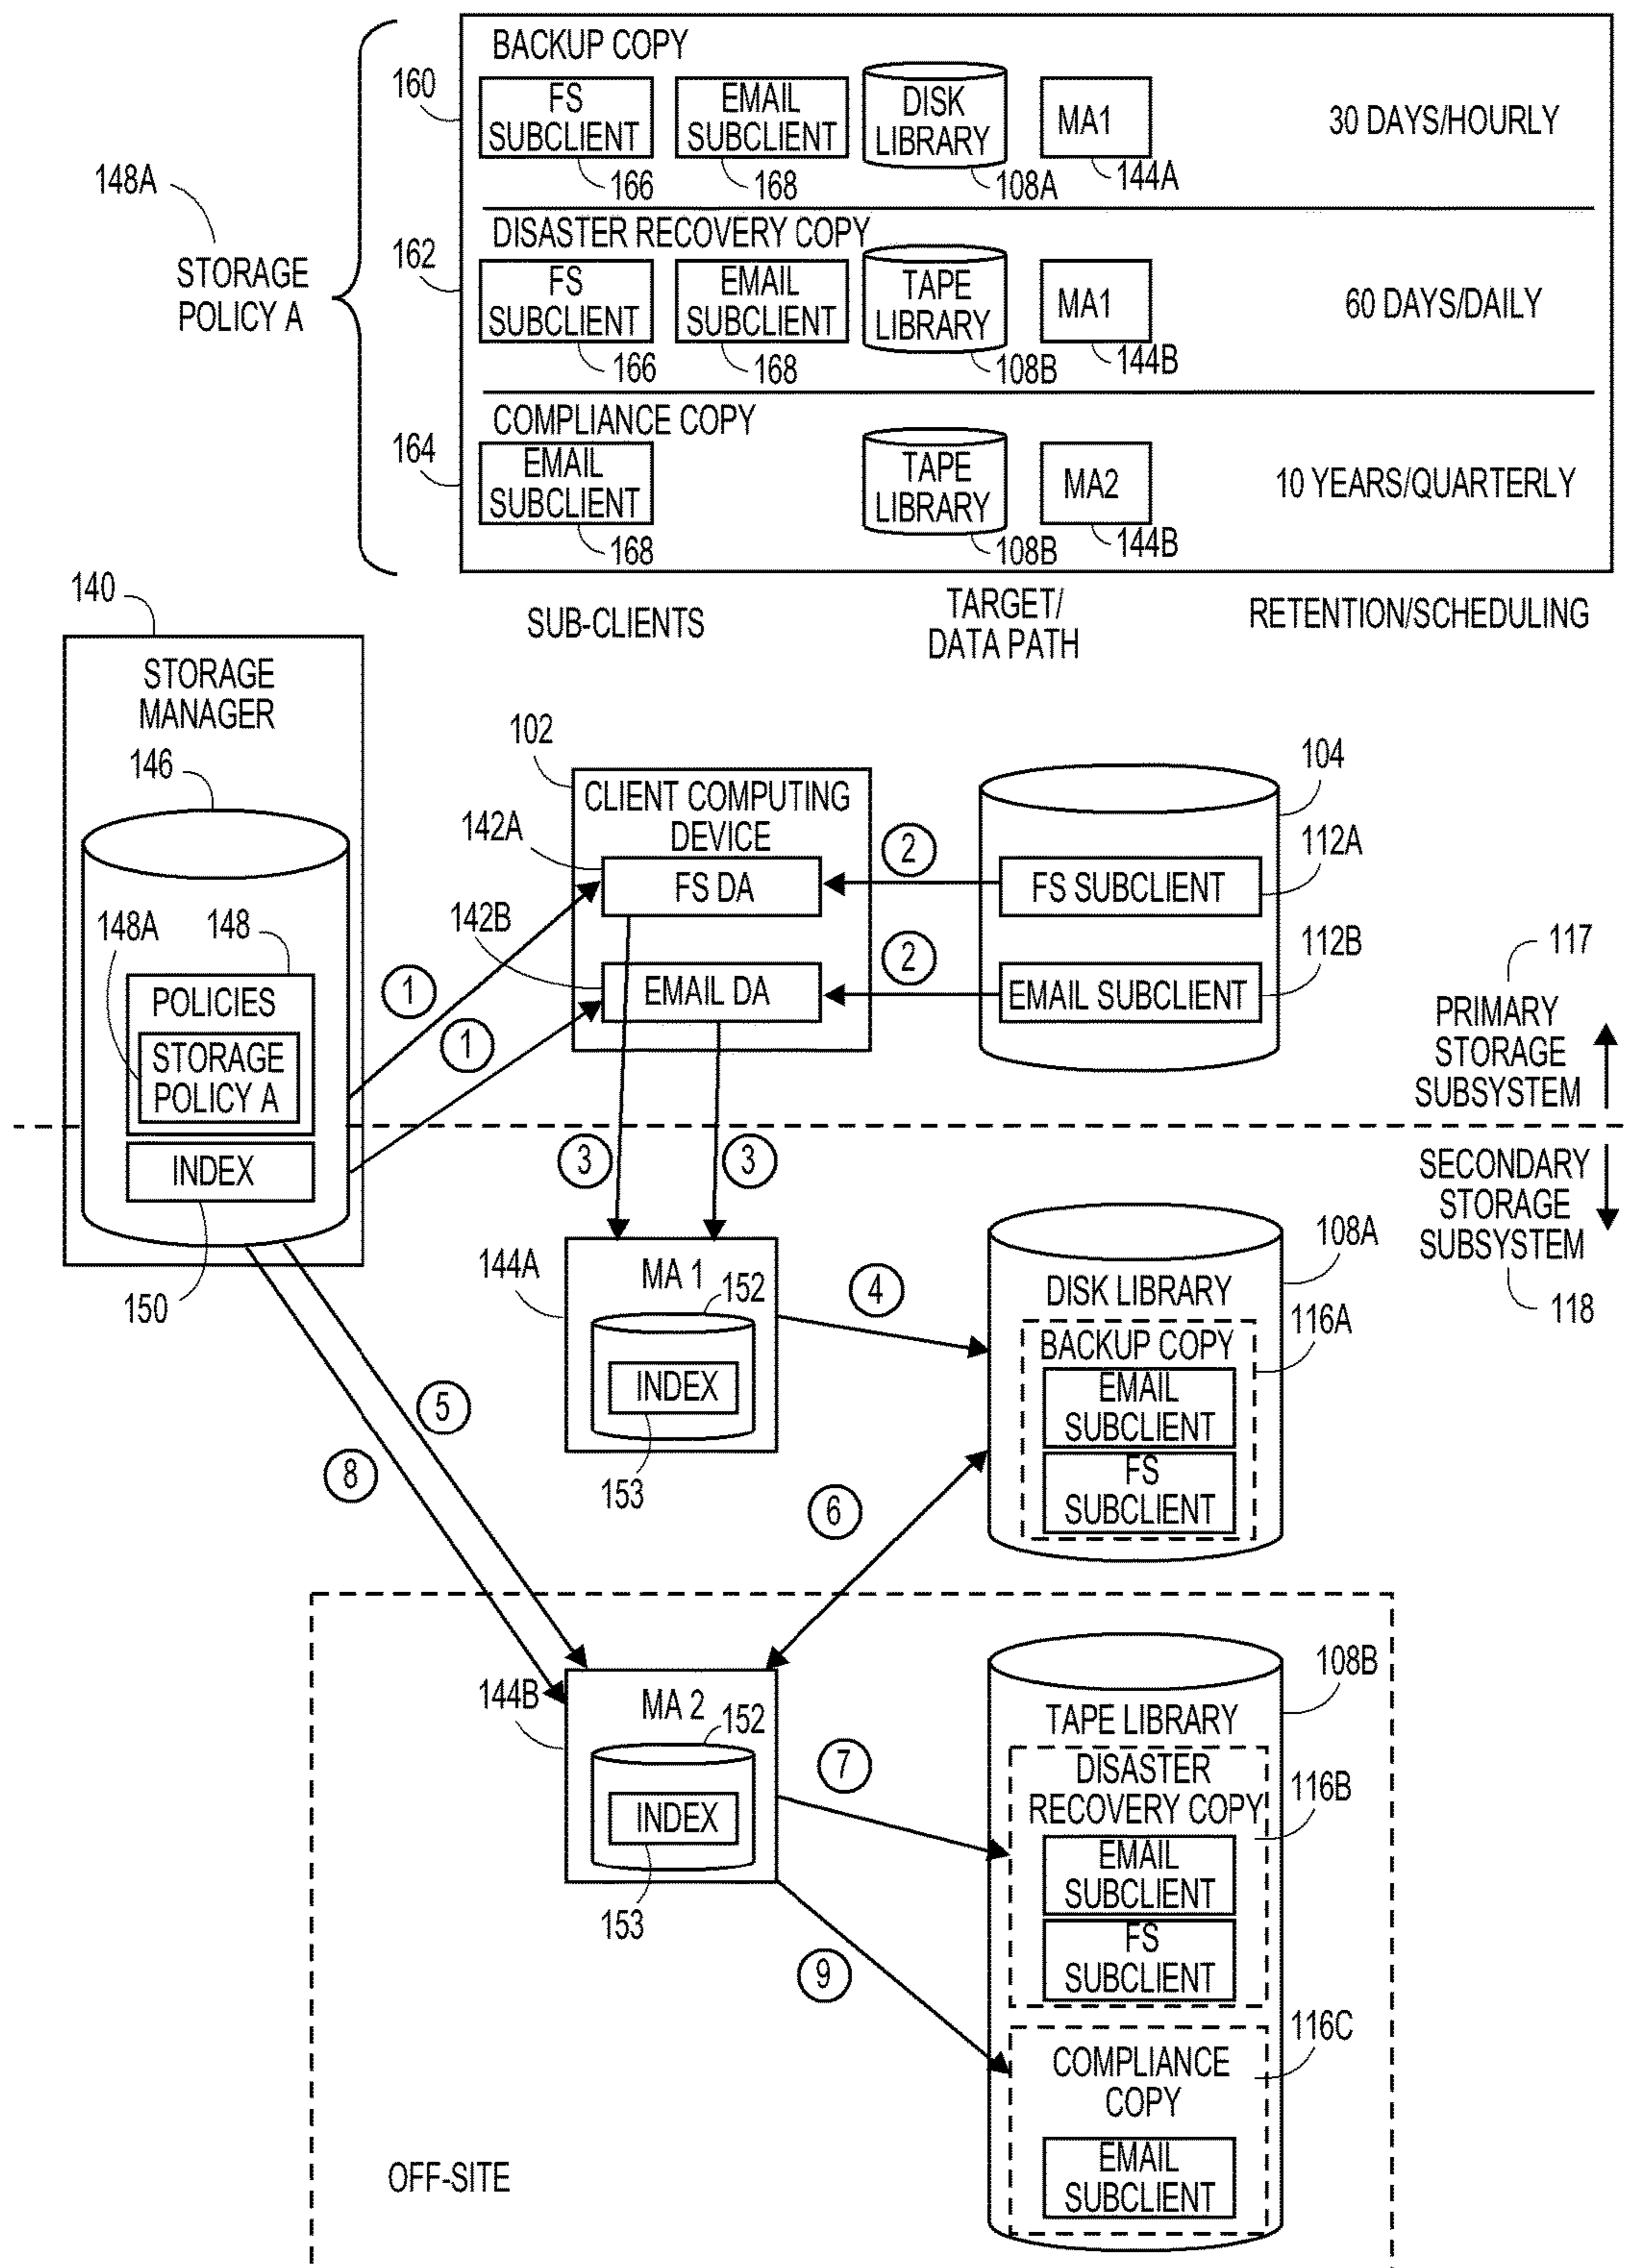 BACKUP COPY
160
FS
SUBCLIENT
166
EMAIL
SUBCLIENT
168
DISK
LIBRARY
108A
MA1
144A
30 DAYS/HOURLY
148A
STORAGE
POLICY A
DISASTER RECOVERY COPY
162
FS
SUBCLIENT
166
EMAIL
SUBCLIENT
168
TAPE
LIBRARY
108B
MA1
144B
60 DAYS/DAILY
COMPLIANCE COPY
164
EMAIL
SUBCLIENT
168
TAPE
LIBRARY
108B
MA2
144B
10 YEARS/QUARTERLY
SUB-CLIENTS
TARGET/
DATA PATH
RETENTION/SCHEDULING
140
STORAGE
MANAGER
146
148A
148
POLICIES
STORAGE
POLICY A
INDEX
150
102
CLIENT COMPUTING
DEVICE
142A
FS DA
142B
EMAIL DA
1
1
2
2
104
112A
FS SUBCLIENT
112B
EMAIL SUBCLIENT
117
PRIMARY
STORAGE
SUBSYSTEM
SECONDARY
STORAGE
SUBSYSTEM
118
3
3
144A
MA 1
152
INDEX
153
4
108A
DISK LIBRARY
116A
BACKUP COPY
EMAIL
SUBCLIENT
FS
SUBCLIENT
5
8
6
144B
MA 2
152
INDEX
153
7
9
108B
TAPE LIBRARY
DISASTER
RECOVERY COPY
116B
EMAIL
SUBCLIENT
FS
SUBCLIENT
116C
COMPLIANCE
COPY
EMAIL
SUBCLIENT
OFF-SITE